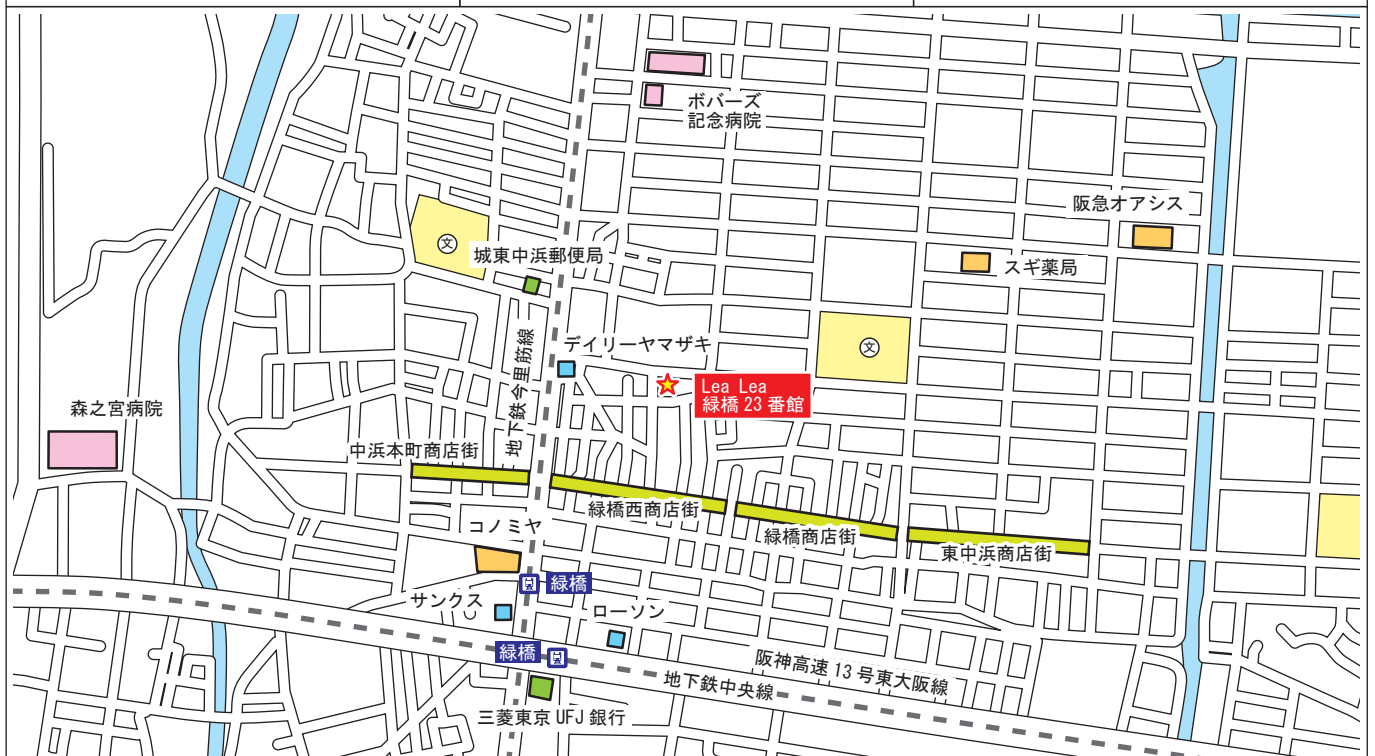 ボバーズ
記念病院
阪急オアシス
文
城東中浜郵便局
スギ薬局
地下鉄今里筋線
デイリーヤマザキ
文
Lea Lea
緑橋 23 番館
森之宮病院
中浜本町商店街
緑橋西商店街
コノミヤ
緑橋商店街
東中浜商店街
緑橋
サンクス
ローソン
緑橋
阪神高速 13 号東大阪線
地下鉄中央線
三菱東京 UFJ 銀行